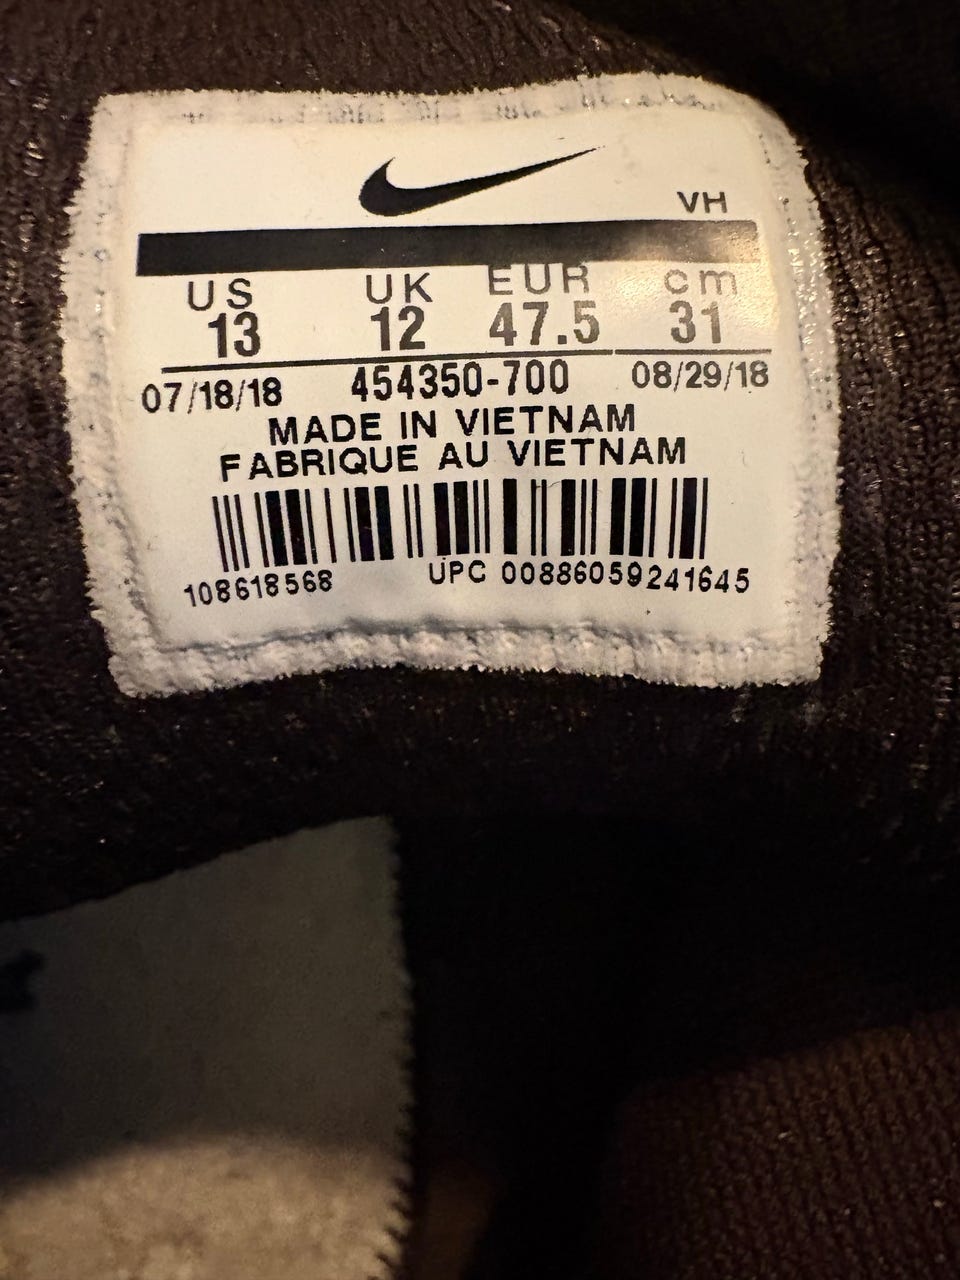 VH
US UK EUR cm
13 12 47.5 31
07/18/18 454350-700 08/29/18
MADE IN VIETNAM
FABRIQUE AU VIETNAM
108618568 UPC 00886059241645